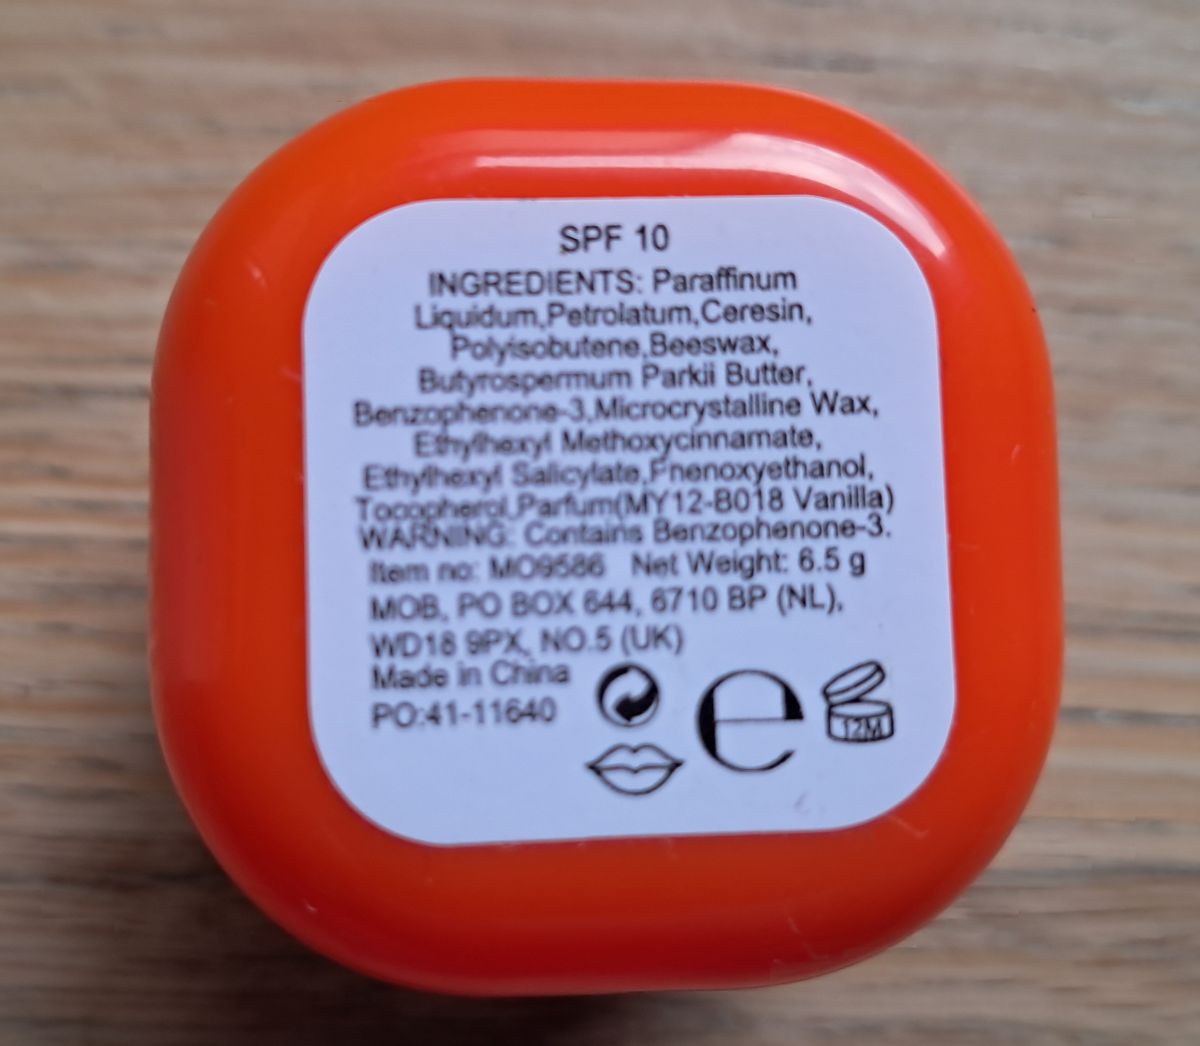 SPF 10
INGREDIENTS: Paraffinum
Liquidum,Petrolatum,Ceresin,
Polyisobutene,Beeswax,
Butyrospermum Parkii Butter,
Benzophenone-3,Microcrystalline Wax,
Ethylhexyl Methoxycinnamate,
Ethylhexyl Salicylate,Phenoxyethanol,
Tocopherol,Parfum(MY12-B018 Vanilla)
WARNING: Contains Benzophenone-3.
Item no: MO9586 Net Weight: 6.5 g
MOB, PO BOX 644, 6710 BP (NL),
WD18 9PX, NO.5 (UK)
Made in China
PO:41-11640
e
12M